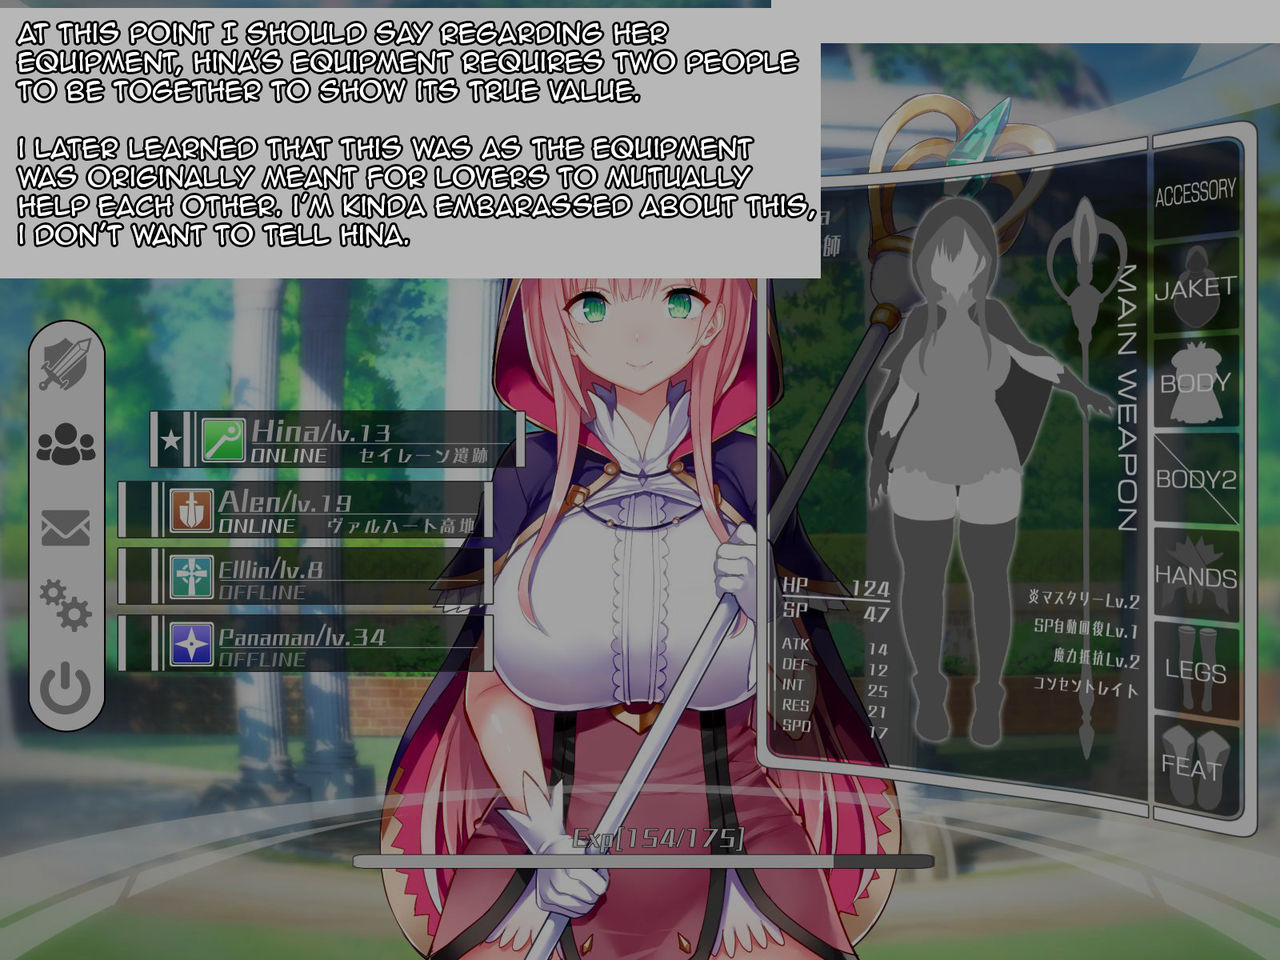 AT THIS POINT I SHOULD SAY REGARDING HER
EQUIPMENT, HINA'S EQUIPMENT REQUIRES TWO PEOPLE
TO BE TOGETHER TO SHOW ITS TRUE VALUE.
I LATER LEARNED THAT THIS WAS AS THE EQUIPMENT
WAS ORIGINALLY MEANT FOR LOVERS TO MUTUALLY
HELP EACH OTHER. I'M KINDA EMBARASSED ABOUT THIS,
I DON'T WANT TO TELL HINA.
Hina/lv.13
ONLINE セイレーン遺跡
Alen/lv.19
ONLINE ヴァルハート高地
Elllin/lv.8
OFFLINE
Panaman/lv.34
OFFLINE
師
MAIN WEAPON
HP 124
SP 47
ATK 14
DEF 12
INT 25
RES 21
SPD 17
炎マスタリーLv.2
SP自動回復Lv.1
魔力抵抗Lv.2
コンセントレイト
ACCESSORY
JAKET
BODY
BODY2
HANDS
LEGS
FEAT
Exp[154/175]